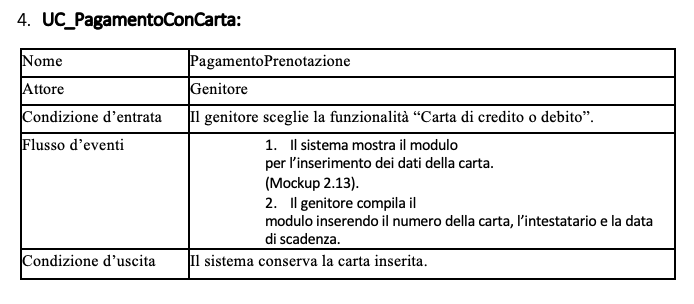 4. UC_PagamentoConCarta:
Nome PagamentoPrenotazione
Attore Genitore
Condizione d’entrata Il genitore sceglie la funzionalità “Carta di credito o debito”.
Flusso d’eventi 1. Il sistema mostra il modulo
per l’inserimento dei dati della carta.
(Mockup 2.13).
2. Il genitore compila il
modulo inserendo il numero della carta, l’intestatario e la data
di scadenza.
Condizione d’uscita Il sistema conserva la carta inserita.